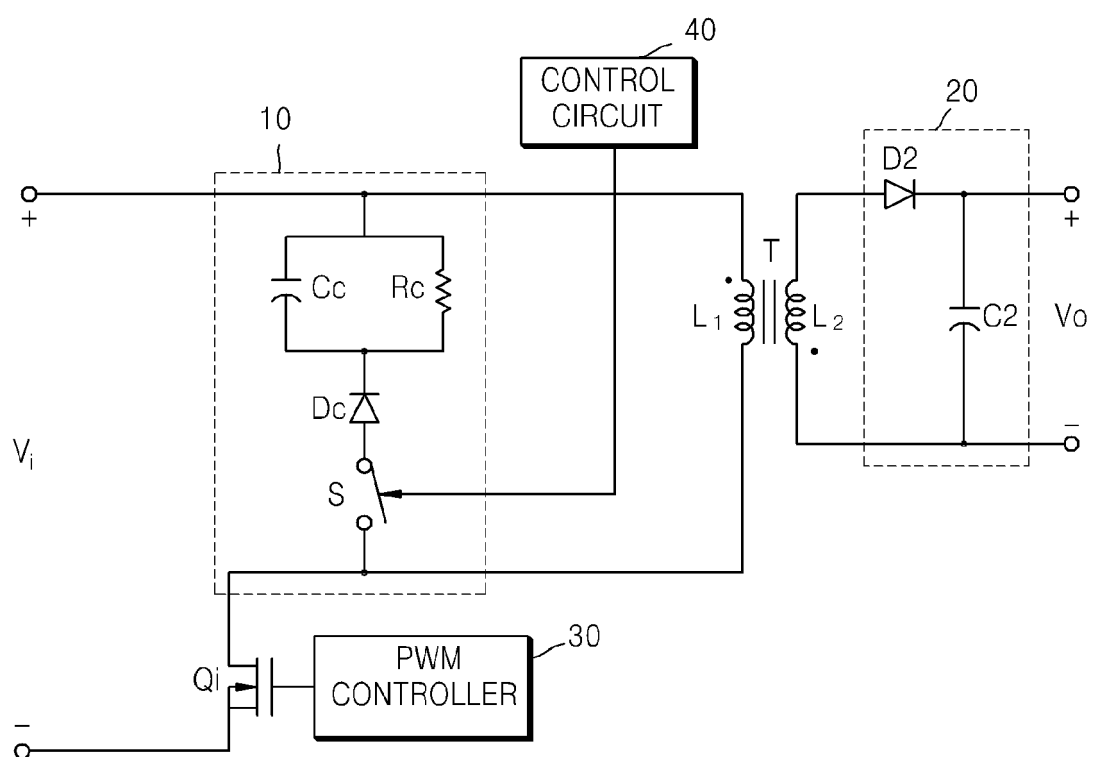 40
CONTROL
CIRCUIT
10
20
D2
+
+
T
Cc
Rc
L1
L2
C2
Vo
Dc
Vi
S
−
30
PWM
CONTROLLER
Qi
−